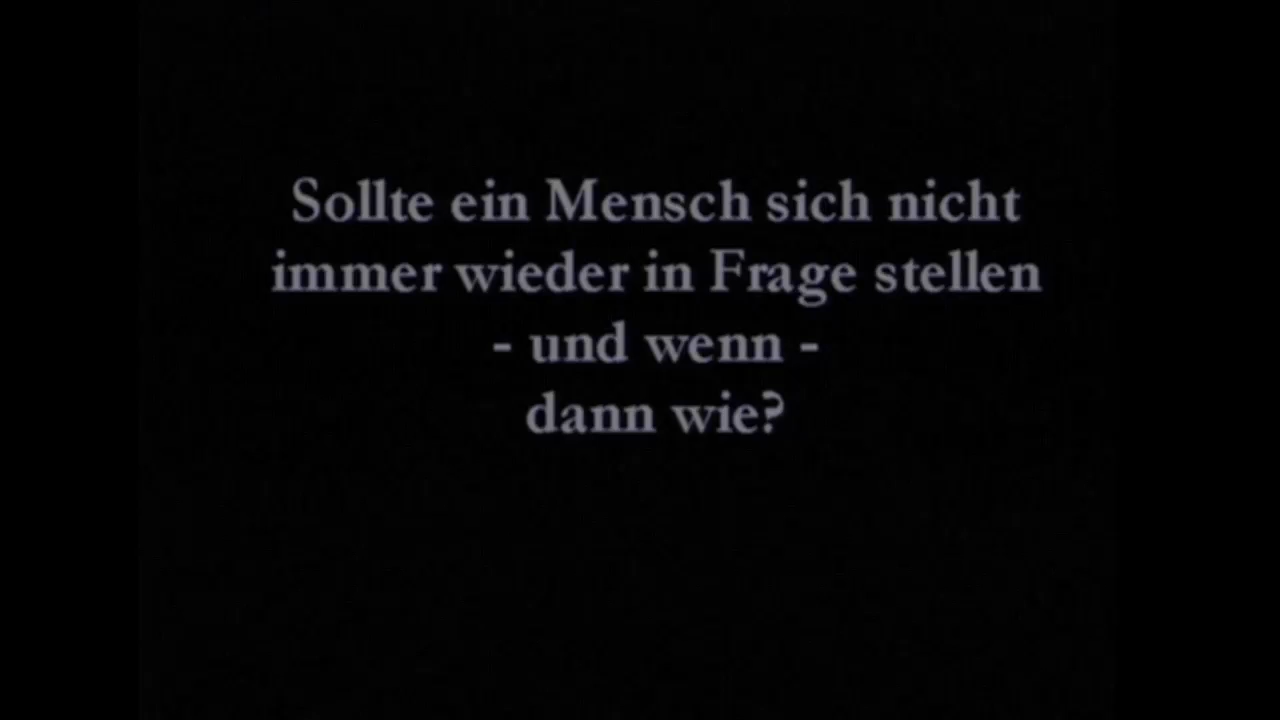 Sollte ein Mensch sich nicht
immer wieder in Frage stellen
- und wenn -
dann wie?